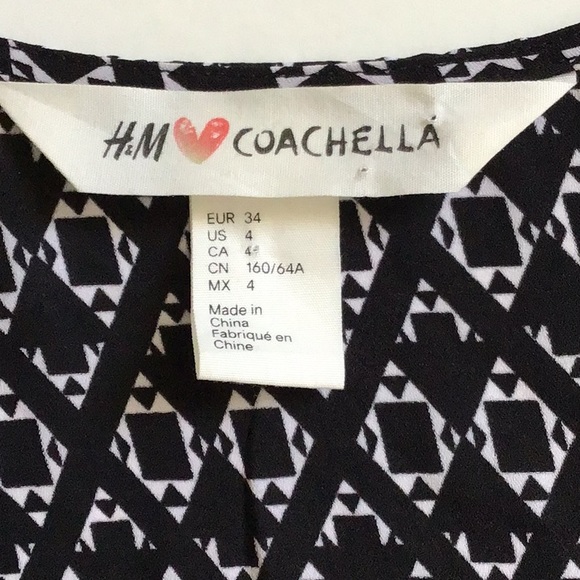 H&M COACHELLA
EUR 34
US 4
CA 4
CN 160/64A
MX 4
Made in
China
Fabriqué en
Chine